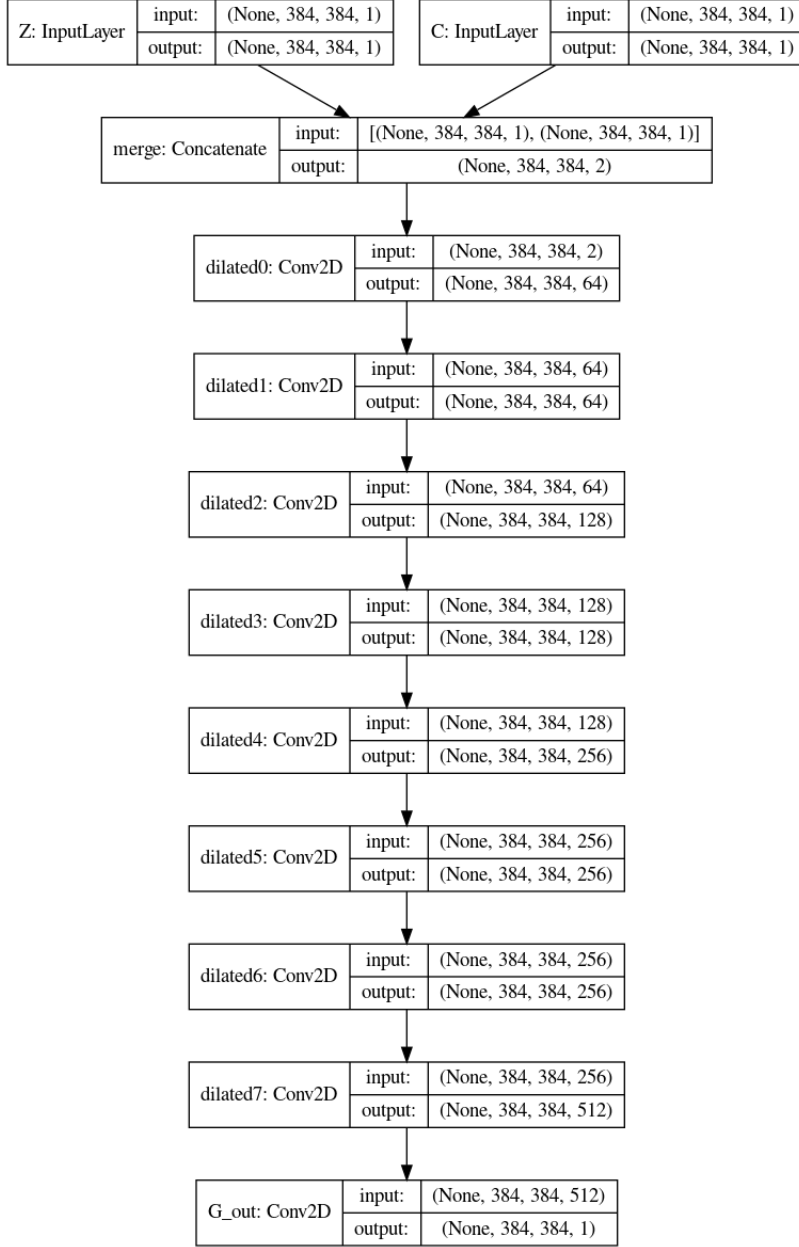 Z: InputLayer
input: (None, 384, 384, 1)
output: (None, 384, 384, 1)
C: InputLayer
input: (None, 384, 384, 1)
output: (None, 384, 384, 1)
merge: Concatenate
input: [(None, 384, 384, 1), (None, 384, 384, 1)]
output: (None, 384, 384, 2)
dilated0: Conv2D
input: (None, 384, 384, 2)
output: (None, 384, 384, 64)
dilated1: Conv2D
input: (None, 384, 384, 64)
output: (None, 384, 384, 64)
dilated2: Conv2D
input: (None, 384, 384, 64)
output: (None, 384, 384, 128)
dilated3: Conv2D
input: (None, 384, 384, 128)
output: (None, 384, 384, 128)
dilated4: Conv2D
input: (None, 384, 384, 128)
output: (None, 384, 384, 256)
dilated5: Conv2D
input: (None, 384, 384, 256)
output: (None, 384, 384, 256)
dilated6: Conv2D
input: (None, 384, 384, 256)
output: (None, 384, 384, 256)
dilated7: Conv2D
input: (None, 384, 384, 256)
output: (None, 384, 384, 512)
G_out: Conv2D
input: (None, 384, 384, 512)
output: (None, 384, 384, 1)